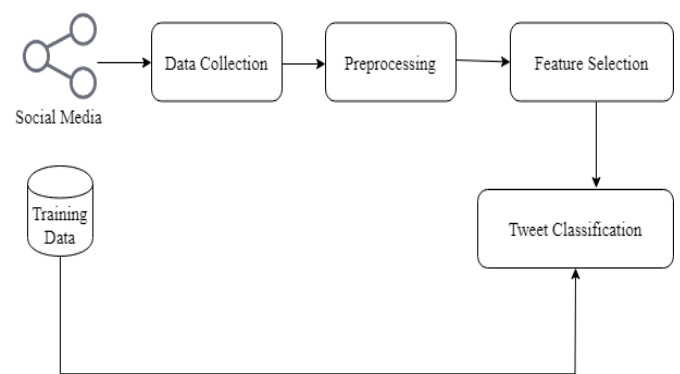 Data Collection
Preprocessing
Feature Selection
Social Media
Training
Data
Tweet Classification